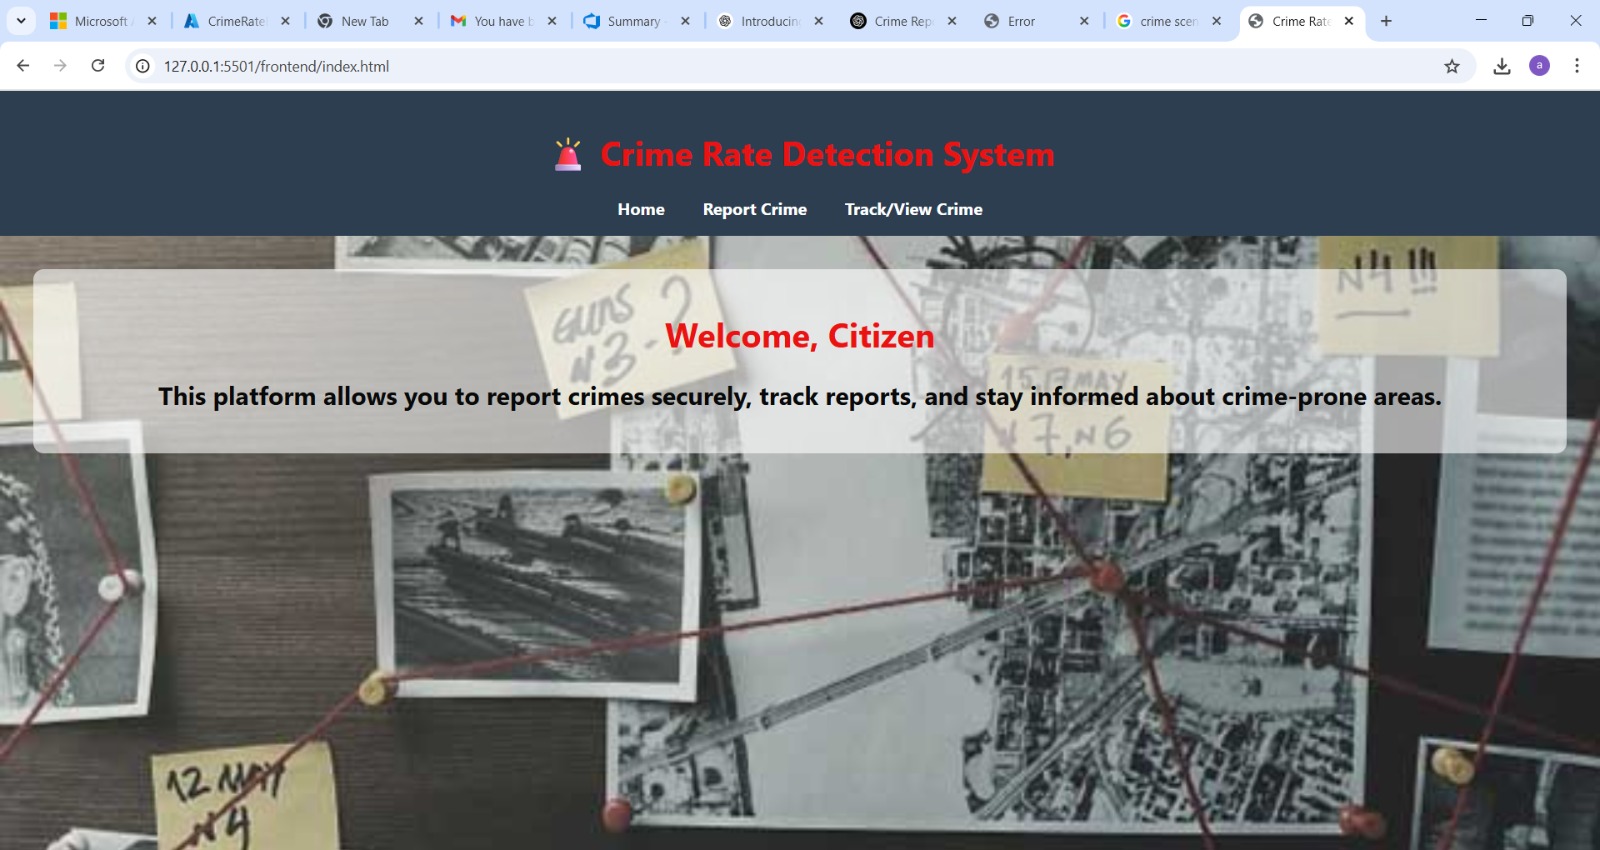 Microsoft A
CrimeRate
New Tab
You have b
Summary -
Introducing
Crime Rep
Error
crime scen
Crime Rate
127.0.0.1:5501/frontend/index.html
a
Crime Rate Detection System
Home Report Crime Track/View Crime
GUNS ?
N3-
N4 !!!
Welcome, Citizen
15 MAY
This platform allows you to report crimes securely, track reports, and stay informed about crime-prone areas.
N7, N6
12 MAY
N4